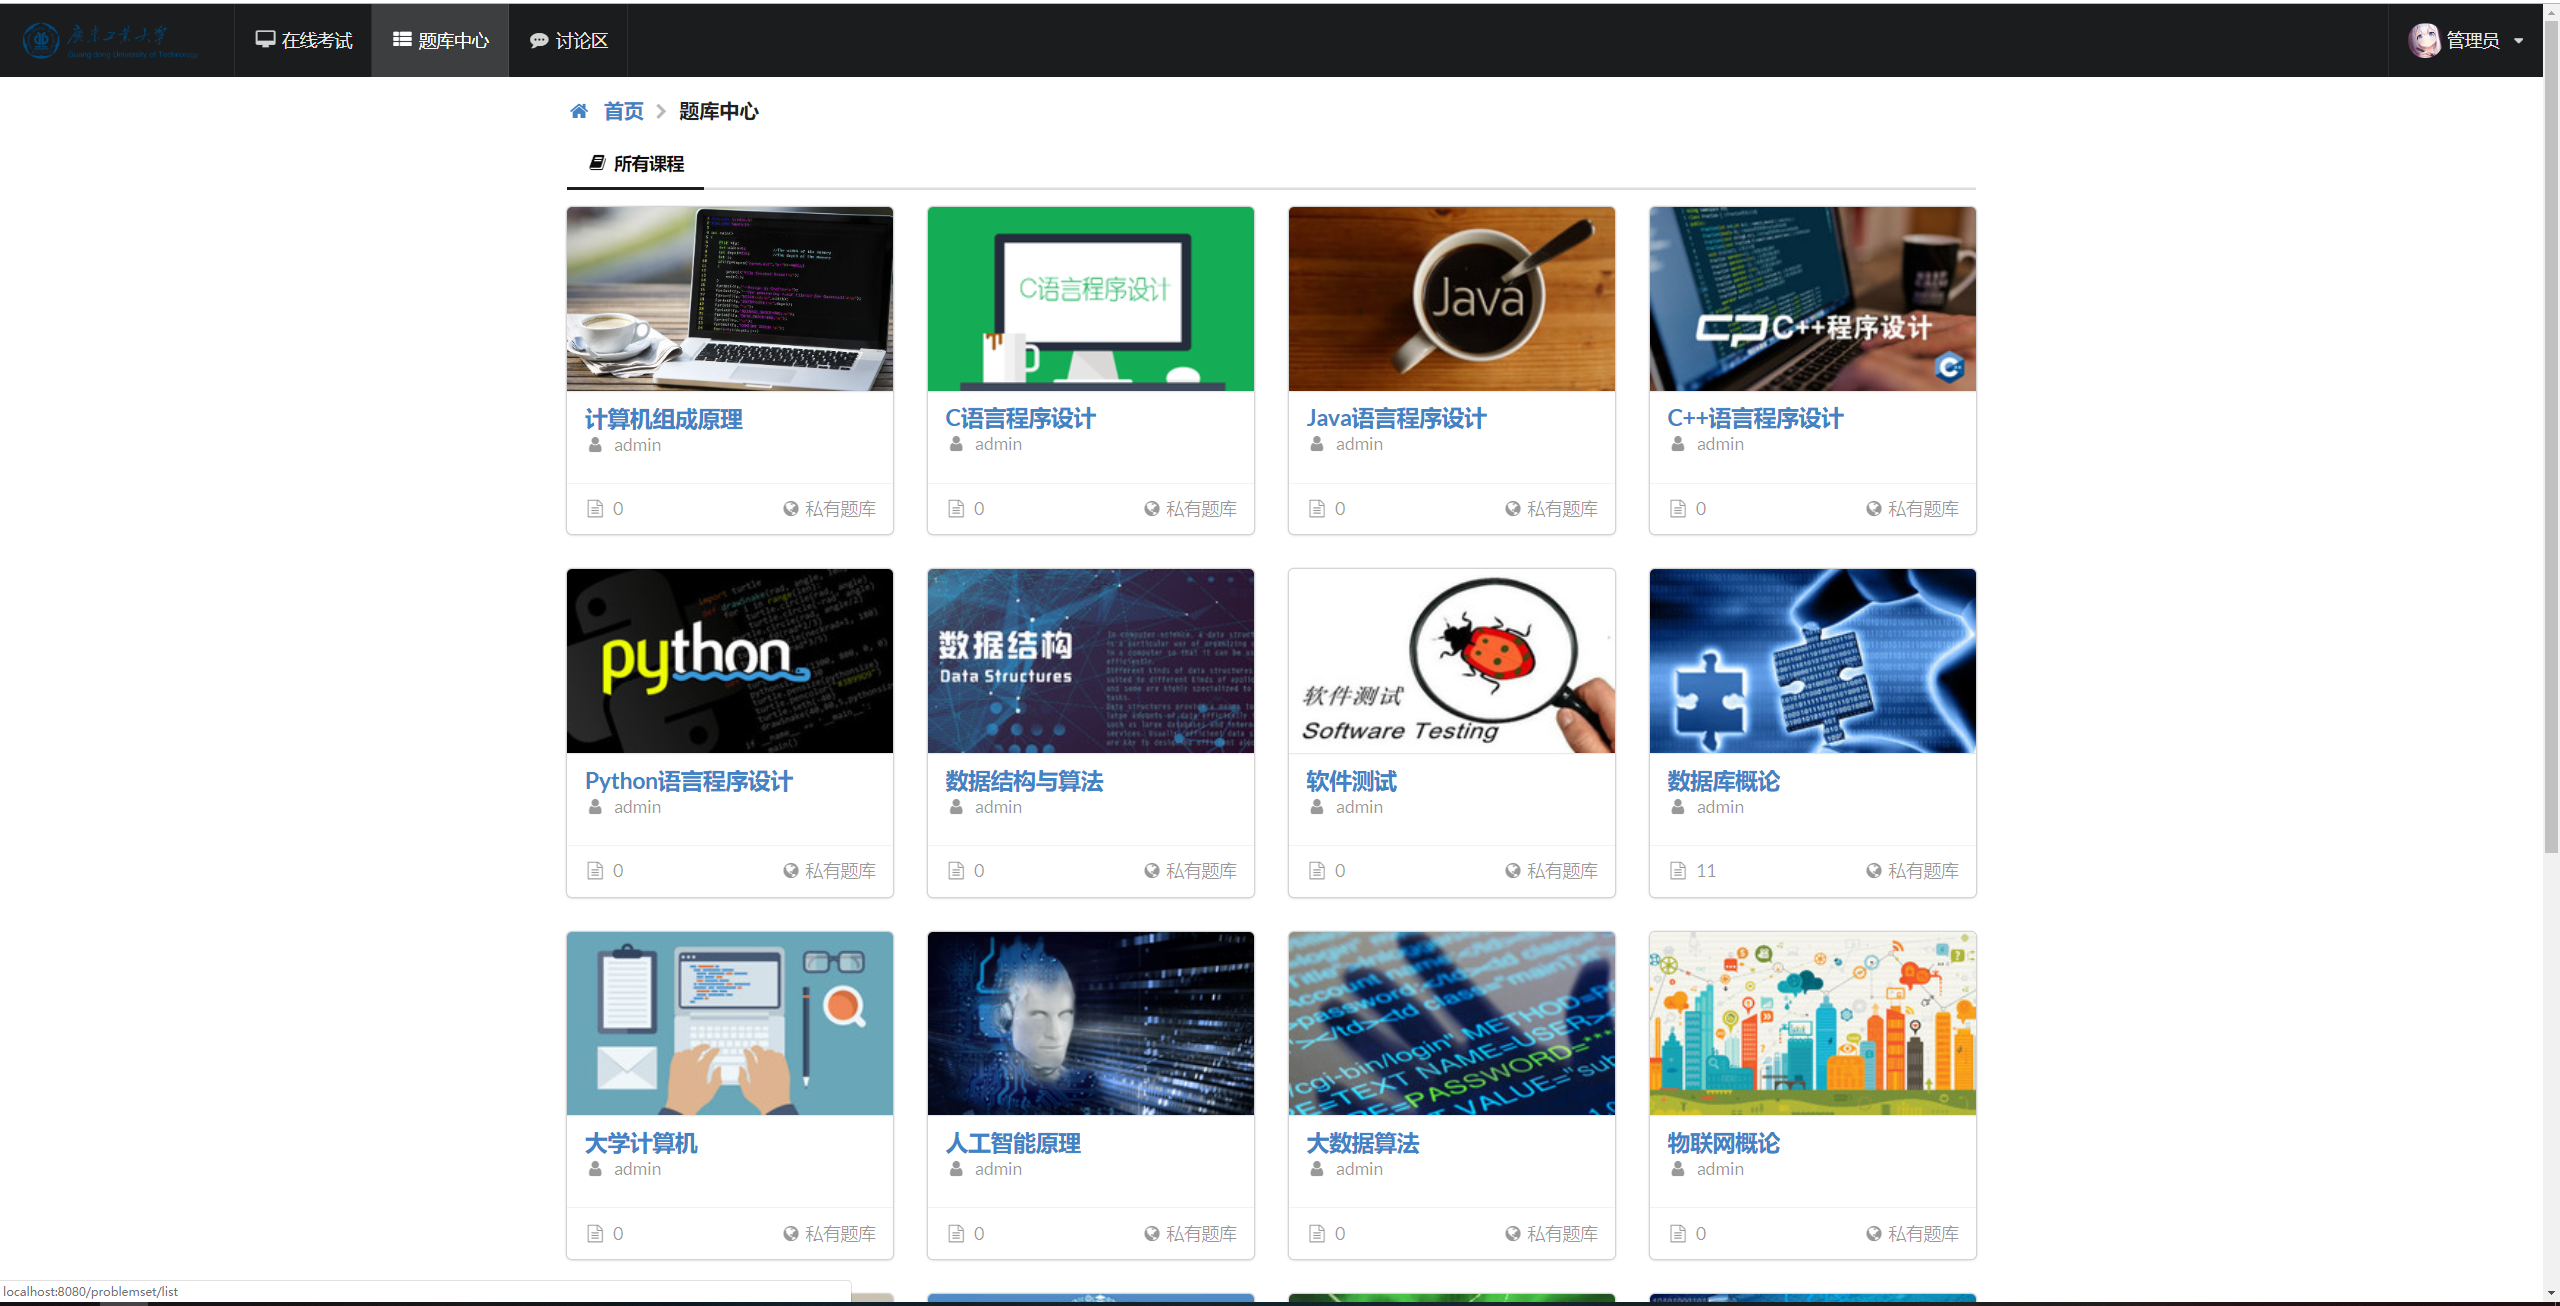 廣東工業大學
Guang dong University of Technology
在线考试
题库中心
讨论区
管理员
首页
题库中心
所有课程
C语言程序设计
Java
C++程序设计
计算机组成原理
C语言程序设计
Java语言程序设计
C++语言程序设计
admin
admin
admin
admin
0
私有题库
0
私有题库
0
私有题库
0
私有题库
python
数据结构
Data Structures
软件测试
Software Testing
Python语言程序设计
数据结构与算法
软件测试
数据库概论
admin
admin
admin
admin
0
私有题库
0
私有题库
0
私有题库
11
私有题库
大学计算机
人工智能原理
大数据算法
物联网概论
admin
admin
admin
admin
0
私有题库
0
私有题库
0
私有题库
0
私有题库
localhost:8080/problemset/list